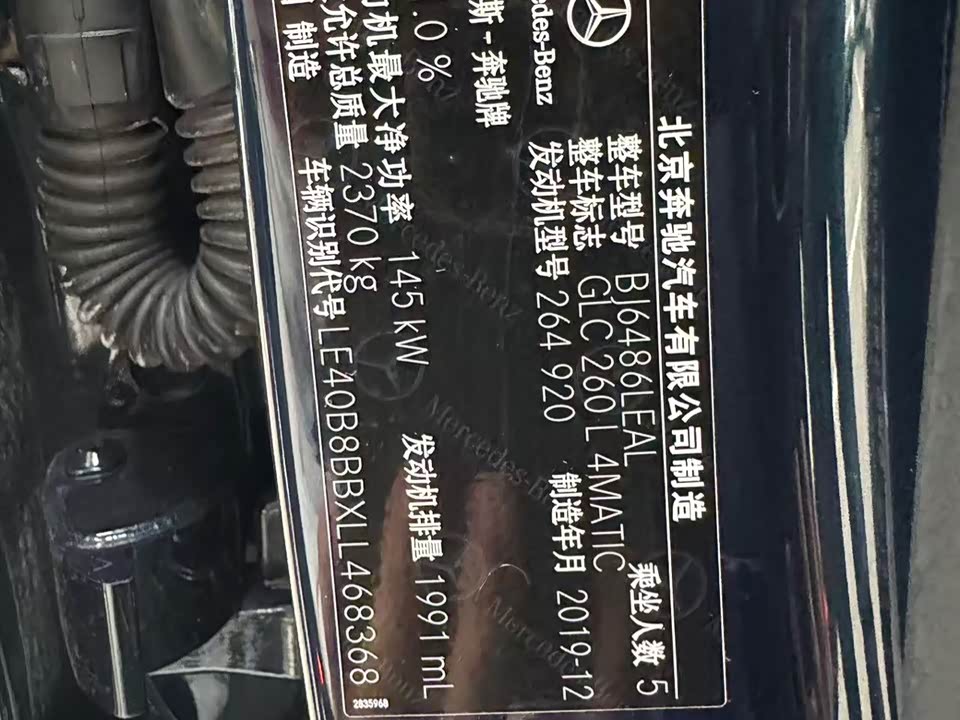 北京奔驰汽车有限公司制造
整车型号 BJ6486LEAL 乘坐人数 5
整车标志 GLC 260 L 4MATIC
发动机型号 264 920 制造年月 2019-12
des-Benz
斯-奔驰牌
.0 % 发动机排量 1991 mL
机最大净功率 145 kW
允许总质量 2370 kg
制造 车辆识别代号 LE40B8BBXLL468368